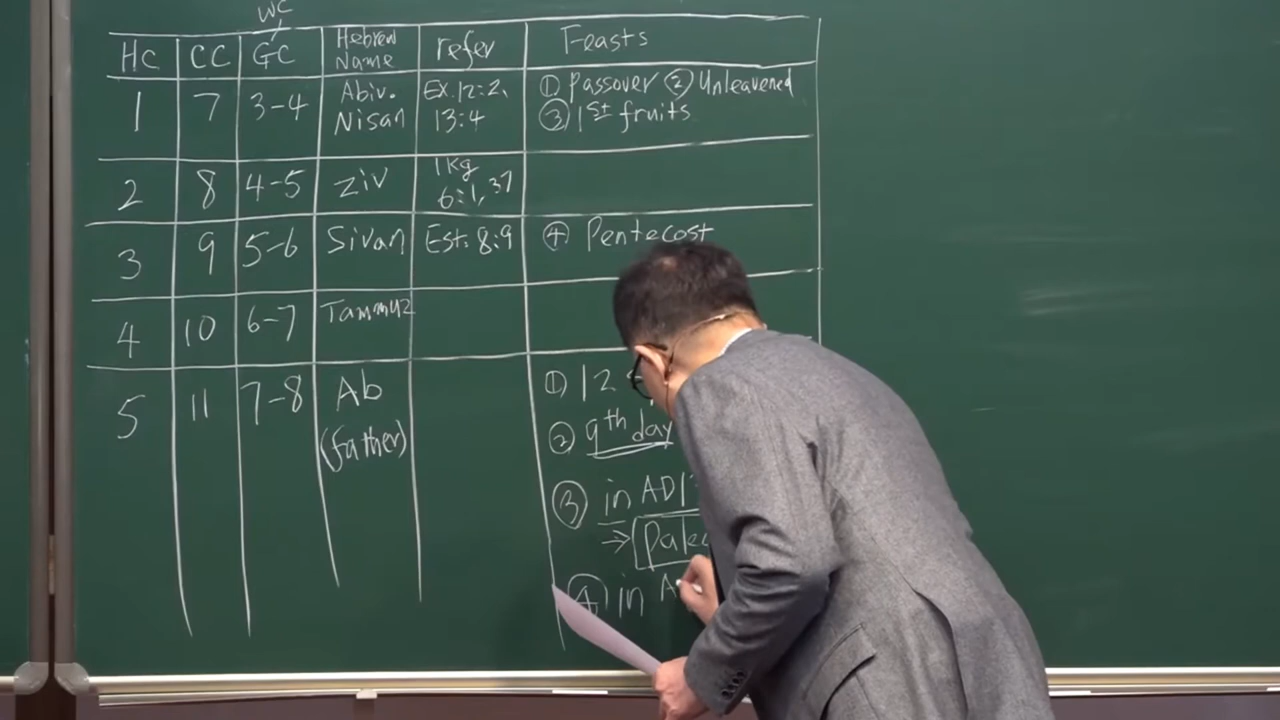 WC
HC CC GC Hebrew Name refer Feasts
1 7 3-4 Abiv. Nisan Ex.12:2, 13:4 ① Passover ② Unleavened
③ 1st fruits
2 8 4-5 ziv 1kg 6:1,37
3 9 5-6 Sivan Est: 8:9 ④ Pentecost
4 10 6-7 Tammuz
5 11 7-8 Ab (father) ① 12
② 9th day
③ in AD1
→
④ in A